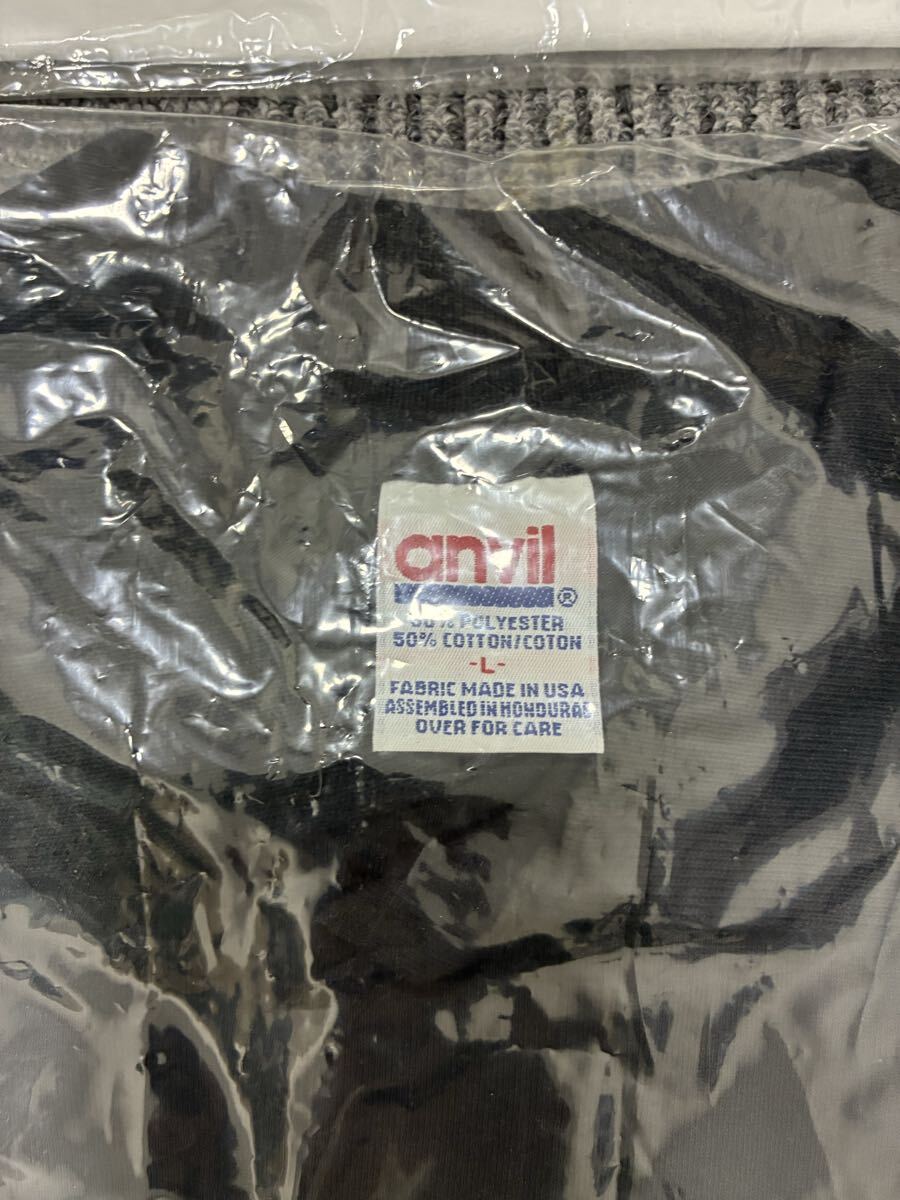 anvil®
50% POLYESTER
50% COTTON/COTON
-L-
FABRIC MADE IN USA
ASSEMBLED IN HONDURAS
OVER FOR CARE